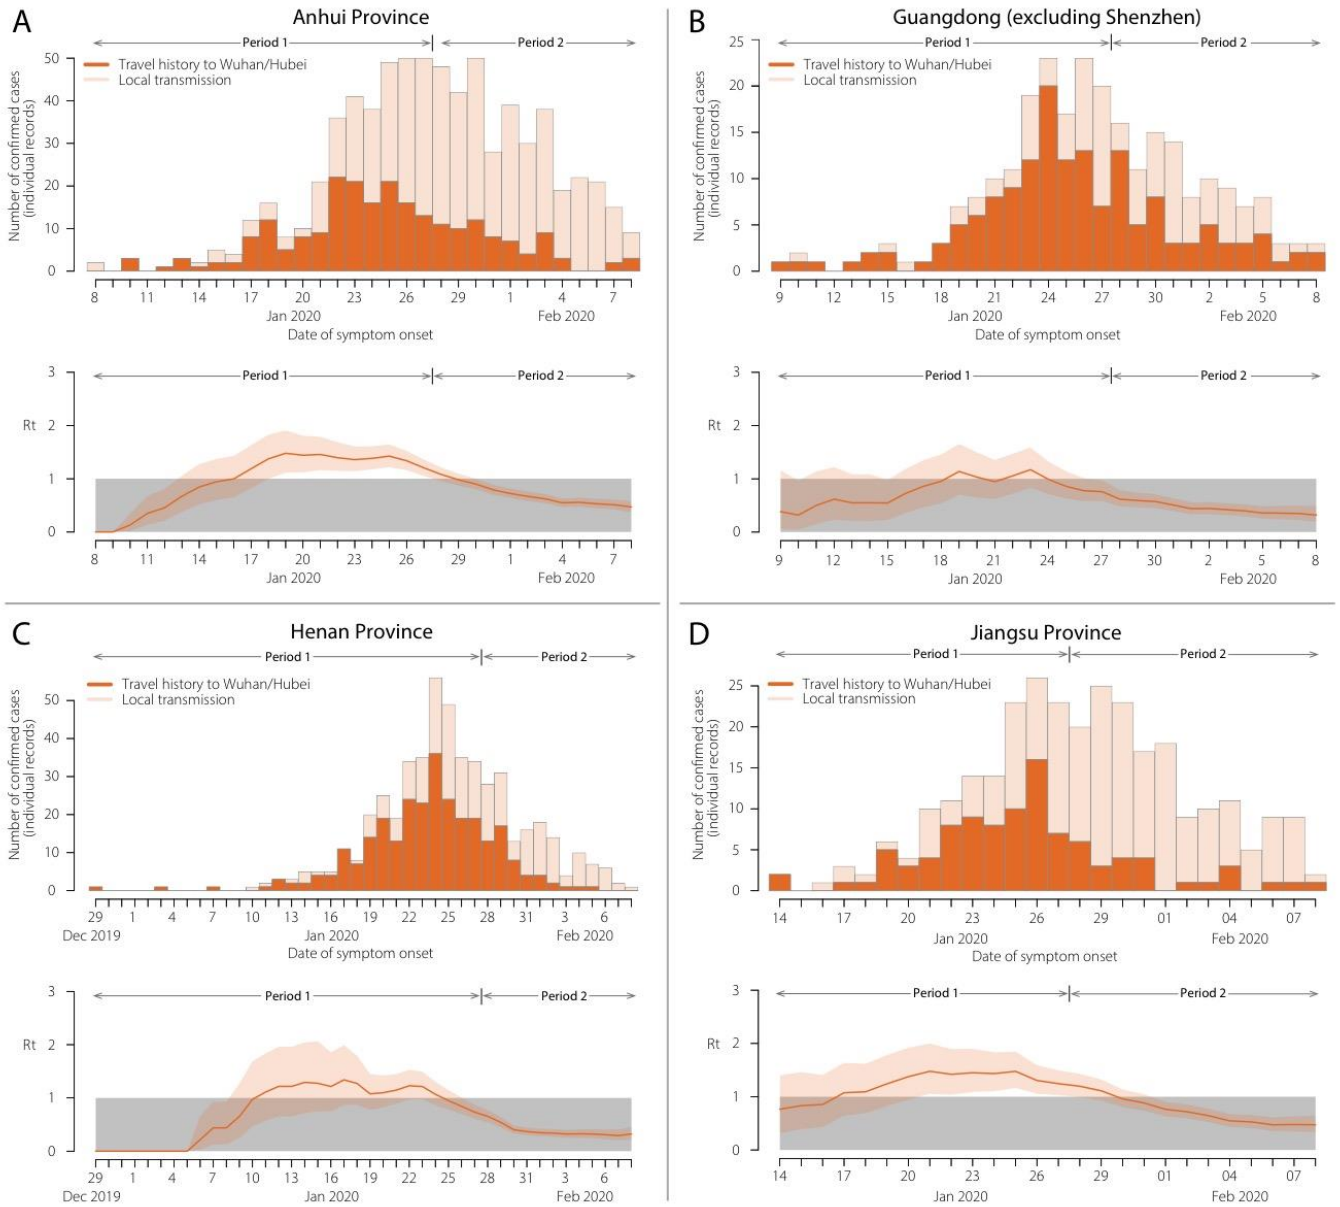 A
Anhui Province
Period 1
Period 2
Travel history to Wuhan/Hubei
Local transmission
Number of confirmed cases
(individual records)
50
40
30
20
10
0
8 11 14 17 20 23 26 29 1 4 7
Jan 2020 Feb 2020
Date of symptom onset
Period 1
Period 2
Rt
3
2
1
0
8 11 14 17 20 23 26 29 1 4 7
Jan 2020 Feb 2020
B
Guangdong (excluding Shenzhen)
Period 1
Period 2
Travel history to Wuhan/Hubei
Local transmission
Number of confirmed cases
(individual records)
25
20
15
10
5
0
9 12 15 18 21 24 27 30 2 5 8
Jan 2020 Feb 2020
Date of symptom onset
Period 1
Period 2
Rt
3
2
1
0
9 12 15 18 21 24 27 30 2 5 8
Jan 2020 Feb 2020
C
Henan Province
Period 1
Period 2
Travel history to Wuhan/Hubei
Local transmission
Number of confirmed cases
(individual records)
50
40
30
20
10
0
29 1 4 7 10 13 16 19 22 25 28 31 3 6
Dec 2019 Jan 2020 Feb 2020
Date of symptom onset
Period 1
Period 2
Rt
3
2
1
0
29 1 4 7 10 13 16 19 22 25 28 31 3 6
Dec 2019 Jan 2020 Feb 2020
D
Jiangsu Province
Period 1
Period 2
Travel history to Wuhan/Hubei
Local transmission
Number of confirmed cases
(individual records)
25
20
15
10
5
0
14 17 20 23 26 29 01 04 07
Jan 2020 Feb 2020
Date of symptom onset
Period 1
Period 2
Rt
3
2
1
0
14 17 20 23 26 29 01 04 07
Jan 2020 Feb 2020